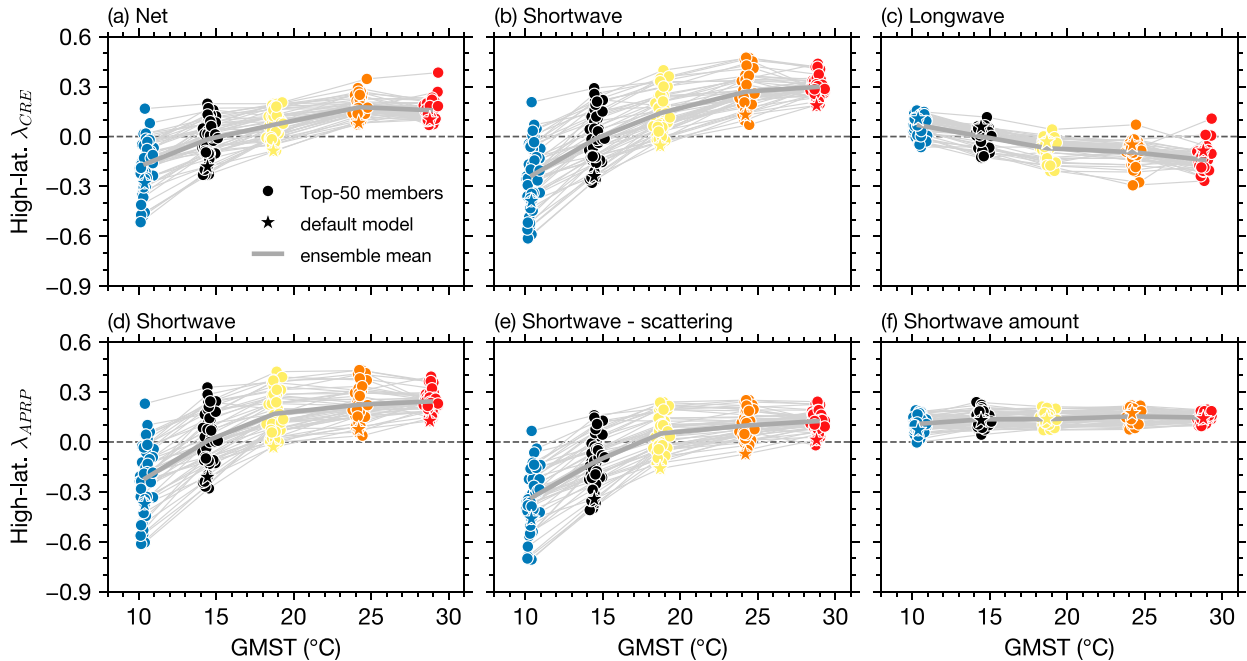 (a) Net
(b) Shortwave
(c) Longwave
0.6
0.3
0.0
−0.3
−0.6
−0.9
High-lat. λCRE
Top-50 members
default model
ensemble mean
(d) Shortwave
(e) Shortwave - scattering
(f) Shortwave amount
0.6
0.3
0.0
−0.3
−0.6
−0.9
High-lat. λAPRP
10 15 20 25 30
10 15 20 25 30
10 15 20 25 30
GMST (°C)
GMST (°C)
GMST (°C)